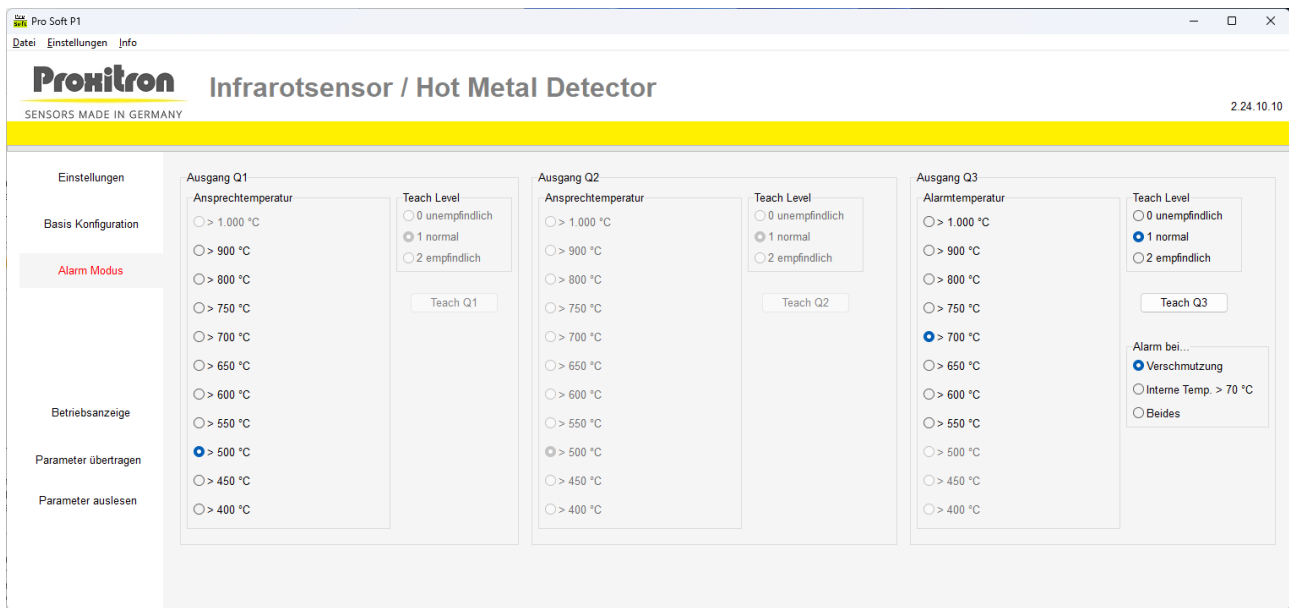 Pro Soft P1
Datei Einstellungen Info
Proxitron
SENSORS MADE IN GERMANY
Infrarotsensor / Hot Metal Detector
2.24.10.10
Einstellungen
Basis Konfiguration
Alarm Modus
Betriebsanzeige
Parameter übertragen
Parameter auslesen
Ausgang Q1
Ansprechtemperatur
> 1.000 °C
> 900 °C
> 800 °C
> 750 °C
> 700 °C
> 650 °C
> 600 °C
> 550 °C
> 500 °C
> 450 °C
> 400 °C
Teach Level
0 unempfindlich
1 normal
2 empfindlich
Teach Q1
Ausgang Q2
Ansprechtemperatur
> 1.000 °C
> 900 °C
> 800 °C
> 750 °C
> 700 °C
> 650 °C
> 600 °C
> 550 °C
> 500 °C
> 450 °C
> 400 °C
Teach Level
0 unempfindlich
1 normal
2 empfindlich
Teach Q2
Ausgang Q3
Alarmtemperatur
> 1.000 °C
> 900 °C
> 800 °C
> 750 °C
> 700 °C
> 650 °C
> 600 °C
> 550 °C
> 500 °C
> 450 °C
> 400 °C
Teach Level
0 unempfindlich
1 normal
2 empfindlich
Teach Q3
Alarm bei...
Verschmutzung
Interne Temp. > 70 °C
Beides